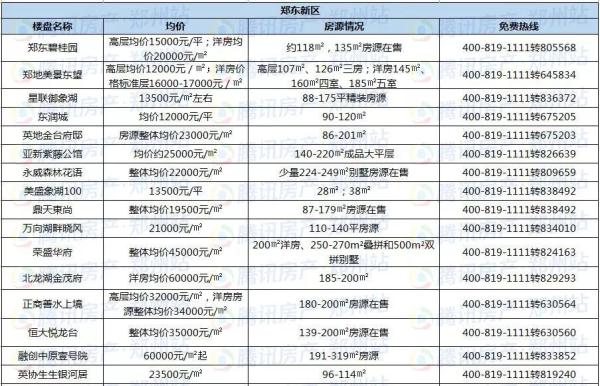 郑东新区
楼盘名称 均价 房源情况 免费热线
郑东碧桂园 高层均价15000元/平；洋房均价20000元/㎡ 约118㎡，135㎡房源在售 400-819-1111转805568
郑地美景东望 高层均价12000元/㎡；洋房价格标准层16000-17000元/㎡ 高层107㎡、126㎡三房；洋房145㎡、160㎡四室、185㎡五室 400-819-1111转645834
星联御象湖 13500元/㎡左右 88-175平精装房源 400-819-1111转836372
东润城 均价12000元/平 90-120㎡ 400-819-1111转675205
英地金台府邸 房源整体均价23000元/㎡ 86-201㎡ 400-819-1111转675203
亚新紫藤公馆 均价约25000元/㎡ 140-220㎡成品大平层 400-819-1111转826639
永威森林花语 整体均价22000元/㎡ 少量224-249㎡别墅房源在售 400-819-1111转809659
美盛象湖100 13500元/平 28㎡；38㎡ 400-819-1111转838492
鼎天東尚 整体均价19500元/㎡ 87-179㎡房源在售 400-819-1111转838492
万向湖畔晓风 21000元/㎡ 110-140平房源 400-819-1111转834010
荣盛华府 整体均价45000元/㎡ 200㎡洋房、250-270m²叠拼和500m²双拼别墅 400-819-1111转824163
北龙湖金茂府 洋房均价60000元/㎡ 185-200㎡ 400-819-1111转829293
正商善水上境 高层均价32000元/㎡，洋房房源整体均价34000元/㎡ 180-200㎡房源在售 400-819-1111转630564
恒大悦龙台 整体均价35000元/㎡ 139-200㎡房源在售 400-819-1111转630560
融创中原壹号院 60000元/㎡起 191-319㎡房源 400-819-1111转833852
英协生生银河居 23500元/㎡ 96-114㎡ 400-819-1111转819240